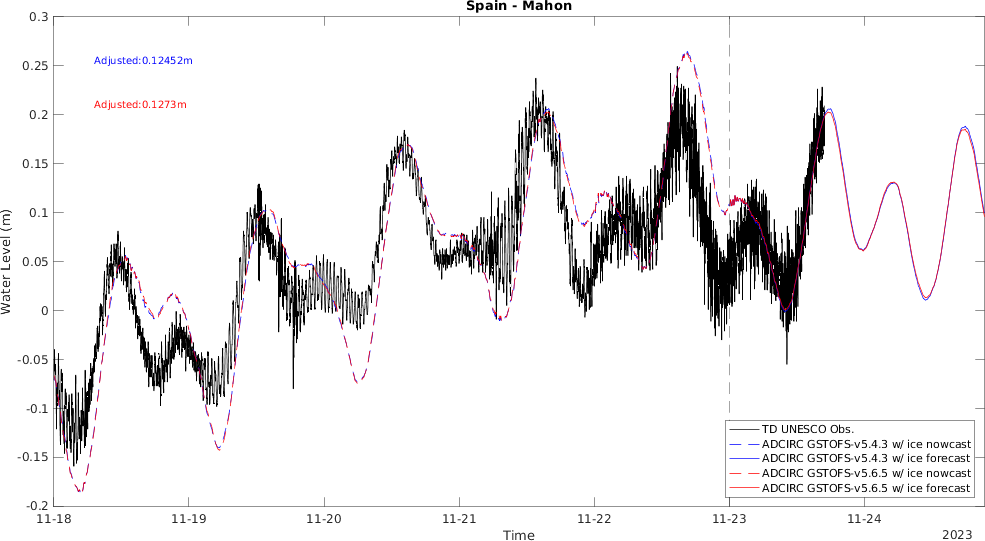 Spain - Mahon
0.3
0.25
0.2
0.15
0.1
0.05
0
-0.05
-0.1
-0.15
-0.2
Water Level (m)
Adjusted:0.12452m
Adjusted:0.1273m
TD UNESCO Obs.
ADCIRC GSTOFS-v5.4.3 w/ ice nowcast
ADCIRC GSTOFS-v5.4.3 w/ ice forecast
ADCIRC GSTOFS-v5.6.5 w/ ice nowcast
ADCIRC GSTOFS-v5.6.5 w/ ice forecast
11-18 11-19 11-20 11-21 11-22 11-23 11-24
Time
2023